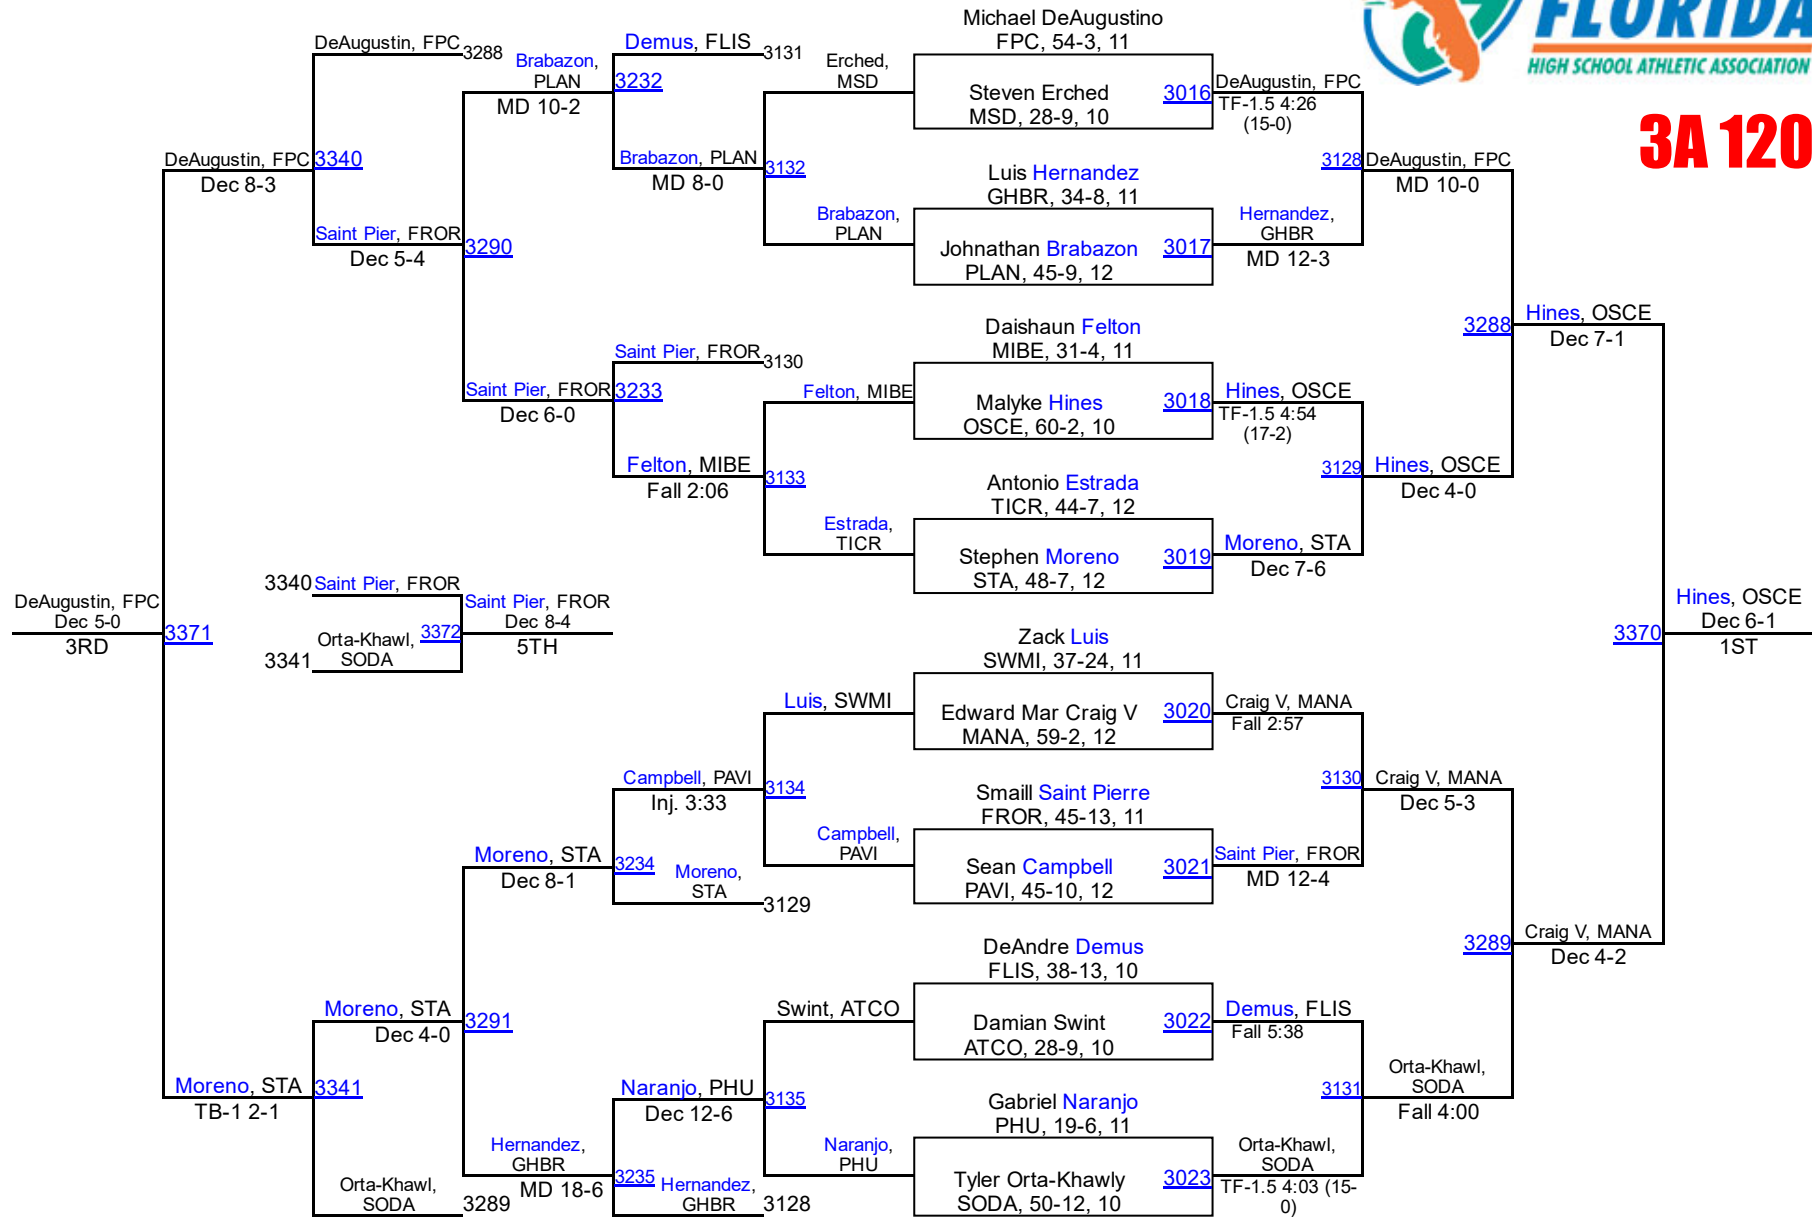 FLORIDA
HIGH SCHOOL ATHLETIC ASSOCIATION
3A 120
Michael DeAugustino
FPC, 54-3, 11
Steven Erched
MSD, 28-9, 10
3016
Luis Hernandez
GHBR, 34-8, 11
Johnathan Brabazon
PLAN, 45-9, 12
3017
Daishaun Felton
MIBE, 31-4, 11
Malyke Hines
OSCE, 60-2, 10
3018
Antonio Estrada
TICR, 44-7, 12
Stephen Moreno
STA, 48-7, 12
3019
Zack Luis
SWMI, 37-24, 11
Edward Mar Craig V
MANA, 59-2, 12
3020
Smaill Saint Pierre
FROR, 45-13, 11
Sean Campbell
PAVI, 45-10, 12
3021
DeAndre Demus
FLIS, 38-13, 10
Damian Swint
ATCO, 28-9, 10
3022
Gabriel Naranjo
PHU, 19-6, 11
Tyler Orta-Khawly
SODA, 50-12, 10
3023
DeAugustin, FPC
TF-1.5 4:26
(15-0)
Hernandez,
GHBR
MD 12-3
Hines, OSCE
TF-1.5 4:54
(17-2)
Moreno, STA
Dec 7-6
Craig V, MANA
Fall 2:57
Saint Pier, FROR
MD 12-4
Demus, FLIS
Fall 5:38
Orta-Khawl,
SODA
TF-1.5 4:03 (15-
0)
3128
DeAugustin, FPC
MD 10-0
3129
Hines, OSCE
Dec 4-0
3130
Craig V, MANA
Dec 5-3
3131
Orta-Khawl,
SODA
Fall 4:00
3288
Hines, OSCE
Dec 7-1
3289
Craig V, MANA
Dec 4-2
3370
Hines, OSCE
Dec 6-1
1ST
Erched,
MSD
Brabazon,
PLAN
Felton, MIBE
Estrada,
TICR
Luis, SWMI
Campbell,
PAVI
Swint, ATCO
Naranjo,
PHU
Demus, FLIS
3131
3132
Brabazon, PLAN
MD 8-0
Saint Pier, FROR
3130
3133
Felton, MIBE
Fall 2:06
3134
Campbell, PAVI
Inj. 3:33
Moreno,
STA
3129
3135
Naranjo, PHU
Dec 12-6
Hernandez,
GHBR
3128
3232
Brabazon,
PLAN
MD 10-2
3233
Saint Pier, FROR
Dec 6-0
3234
Moreno, STA
Dec 8-1
3235
Hernandez,
GHBR
MD 18-6
DeAugustin, FPC
3288
3290
Saint Pier, FROR
Dec 5-4
3291
Moreno, STA
Dec 4-0
Orta-Khawl,
SODA
3289
3340
DeAugustin, FPC
Dec 8-3
3341
Moreno, STA
TB-1 2-1
3371
DeAugustin, FPC
Dec 5-0
3RD
3340
Saint Pier, FROR
3341
Orta-Khawl,
SODA
3372
Saint Pier, FROR
Dec 8-4
5TH